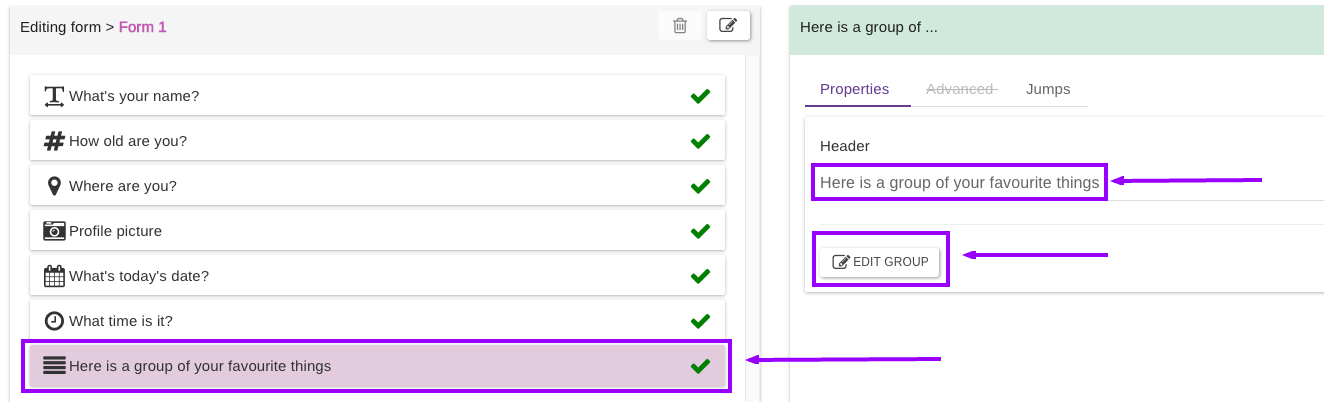 Editing form > Form 1
What's your name?
How old are you?
Where are you?
Profile picture
What's today's date?
What time is it?
Here is a group of your favourite things
Here is a group of ...
Properties Advanced Jumps
Header
Here is a group of your favourite things
EDIT GROUP